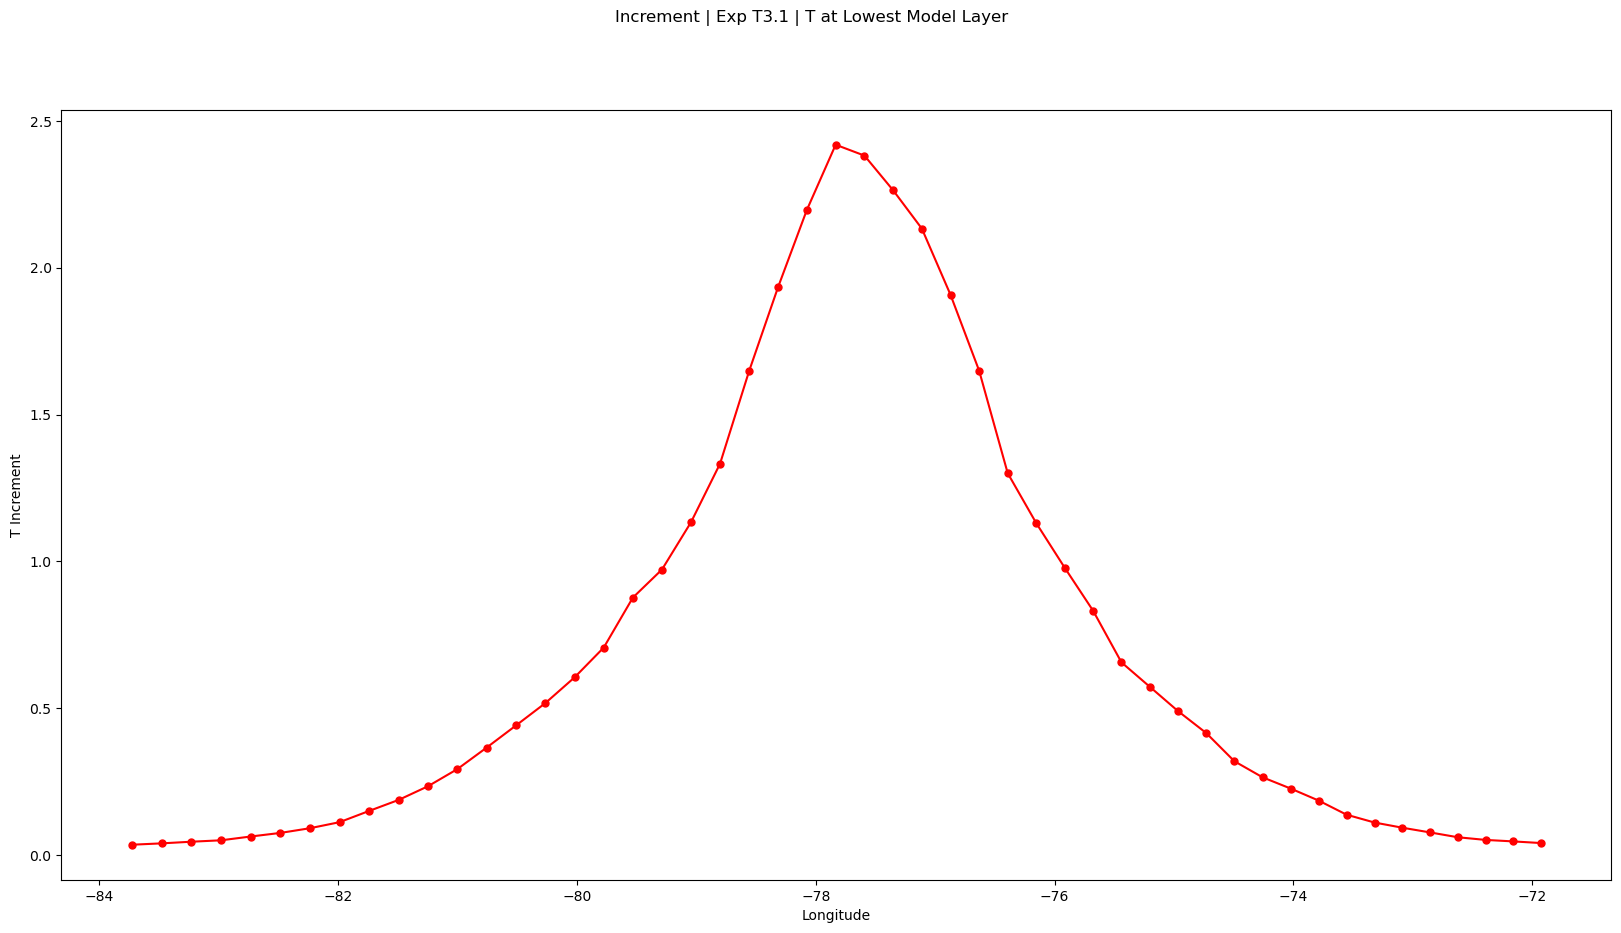 Increment | Exp T3.1 | T at Lowest Model Layer
2.5
2.0
1.5
1.0
0.5
0.0
T Increment
−84 −82 −80 −78 −76 −74 −72
Longitude